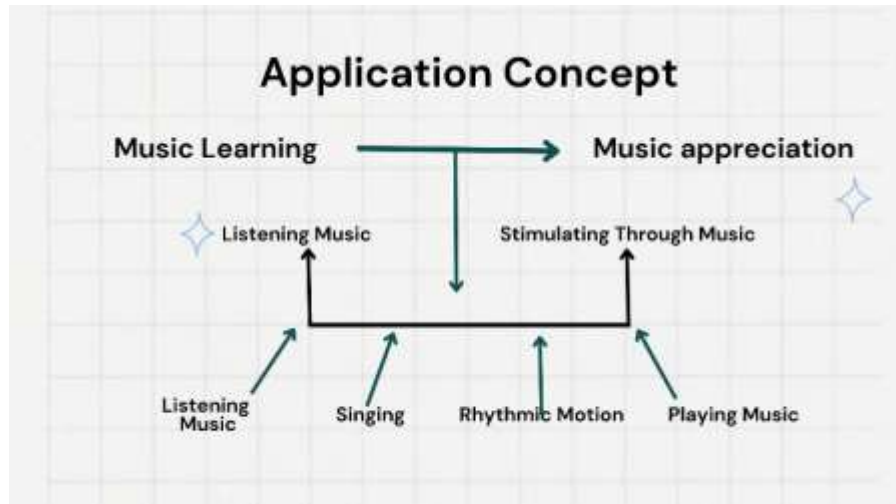 Application Concept
Music Learning
Music appreciation
Listening Music
Stimulating Through Music
Listening
Music
Singing
Rhythmic Motion
Playing Music